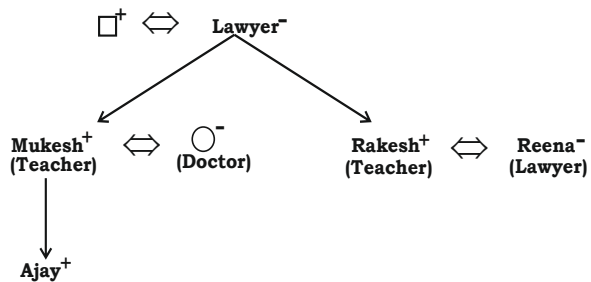 + ⇔ Lawyer-
Mukesh+ ⇔ - Rakesh+ ⇔ Reena-
(Teacher) (Doctor) (Teacher) (Lawyer)
Ajay+